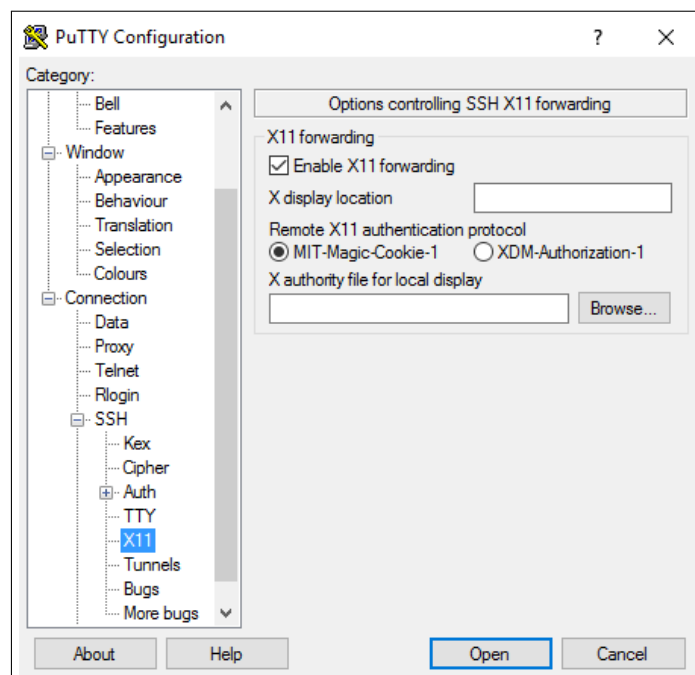 PuTTY Configuration
?
Category:
Bell
Features
Window
Appearance
Behaviour
Translation
Selection
Colours
Connection
Data
Proxy
Telnet
Rlogin
SSH
Kex
Cipher
Auth
TTY
X11
Tunnels
Bugs
More bugs
Options controlling SSH X11 forwarding
X11 forwarding
Enable X11 forwarding
X display location
Remote X11 authentication protocol
MIT-Magic-Cookie-1 XDM-Authorization-1
X authority file for local display
Browse...
About Help Open Cancel